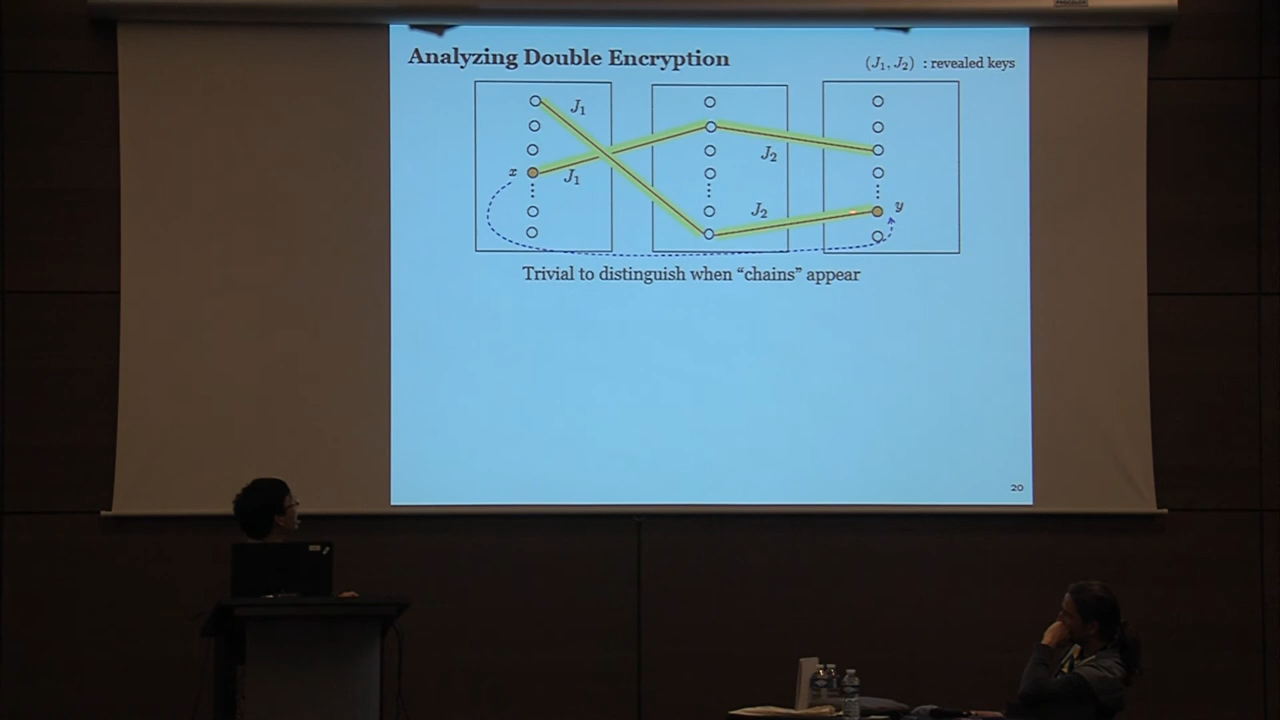 Analyzing Double Encryption
(J₁, J₂) : revealed keys
J₁
x
J₁
J₂
J₂
y
Trivial to distinguish when “chains” appear
20